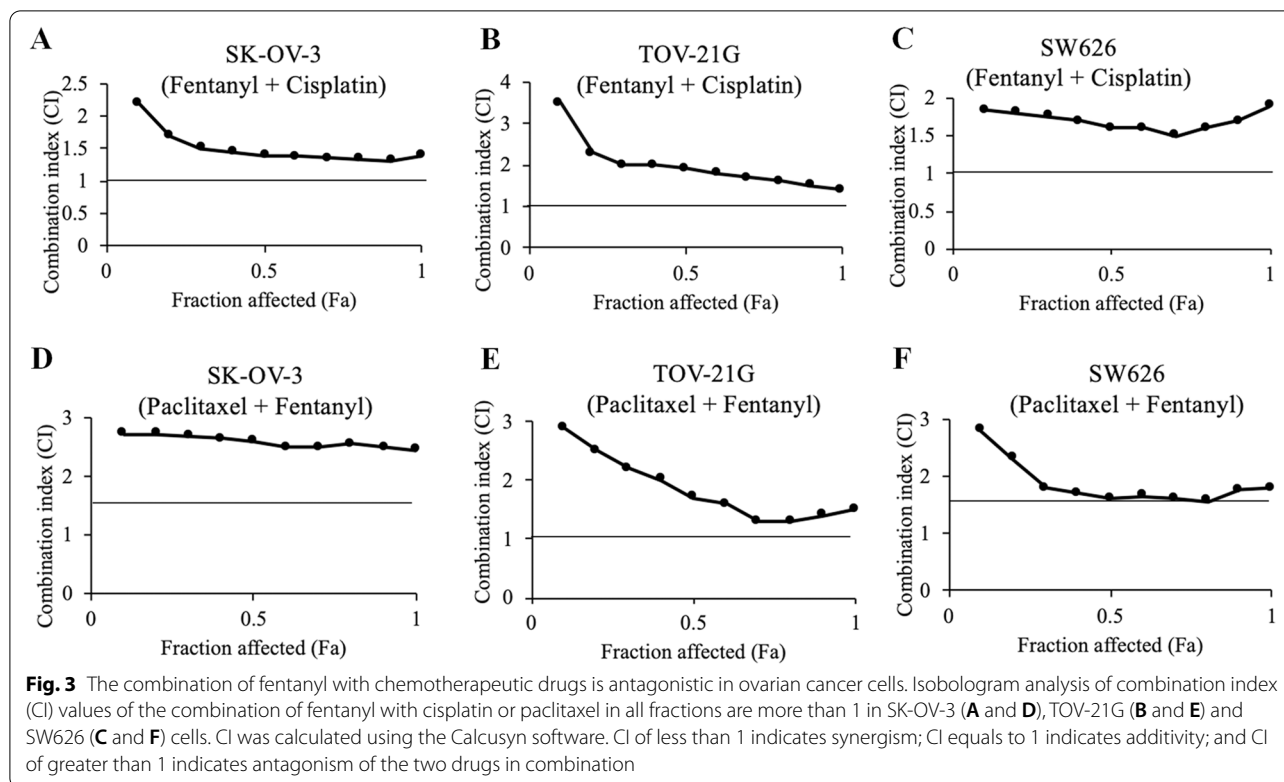 A
SK-OV-3
(Fentanyl + Cisplatin)
Combination index (CI)
2.5
2
1.5
1
0.5
0
0
0.5
1
Fraction affected (Fa)
B
TOV-21G
(Fentanyl + Cisplatin)
Combination index (CI)
4
3
2
1
0
0
0.5
1
Fraction affected (Fa)
C
SW626
(Fentanyl + Cisplatin)
Combination index (CI)
2
1.5
1
0.5
0
0
0.5
1
Fraction affected (Fa)
D
SK-OV-3
(Paclitaxel + Fentanyl)
Combination index (CI)
3
2
1
0
0
0.5
1
Fraction affected (Fa)
E
TOV-21G
(Paclitaxel + Fentanyl)
Combination index (CI)
3
2
1
0
0
0.5
1
Fraction affected (Fa)
F
SW626
(Paclitaxel + Fentanyl)
Combination index (CI)
3
2
1
0
0
0.5
1
Fraction affected (Fa)
Fig. 3 The combination of fentanyl with chemotherapeutic drugs is antagonistic in ovarian cancer cells. Isobologram analysis of combination index
(CI) values of the combination of fentanyl with cisplatin or paclitaxel in all fractions are more than 1 in SK-OV-3 (A and D), TOV-21G (B and E) and
SW626 (C and F) cells. CI was calculated using the Calcusyn software. CI of less than 1 indicates synergism; CI equals to 1 indicates additivity; and CI
of greater than 1 indicates antagonism of the two drugs in combination